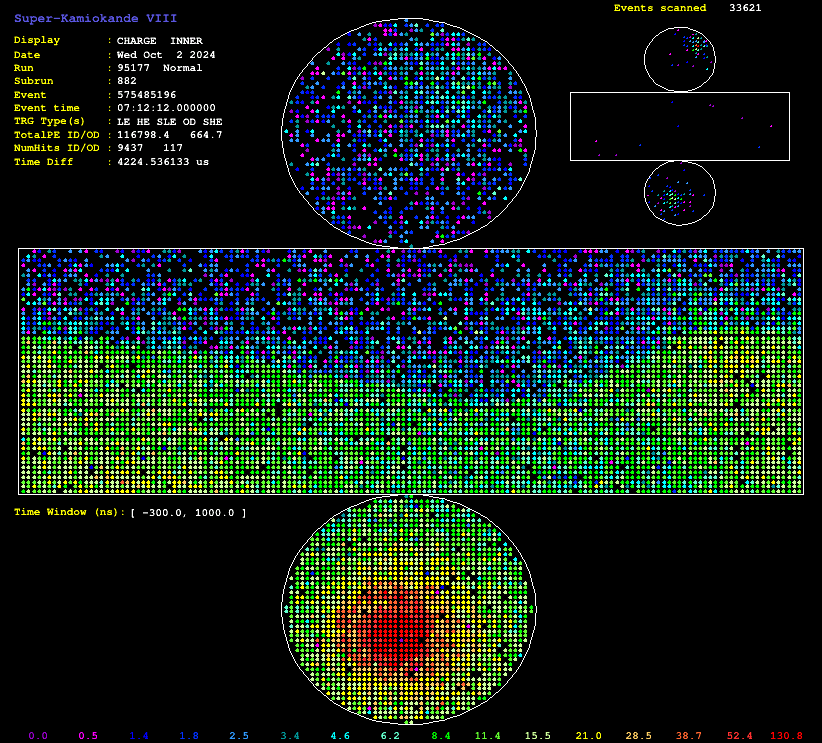 Super-Kamiokande VIII
Events scanned 33621
Display : CHARGE INNER
Date : Wed Oct 2 2024
Run : 95177 Normal
Subrun : 882
Event : 575485196
Event time : 07:12:12.000000
TRG Type(s) : LE HE SLE OD SHE
TotalPE ID/OD : 116798.4 664.7
NumHits ID/OD : 9437 117
Time Diff : 4224.536133 us
Time Window (ns): [ -300.0, 1000.0 ]
0.0 0.5 1.4 1.8 2.5 3.4 4.6 6.2 8.4 11.4 15.5 21.0 28.5 38.7 52.4 130.8